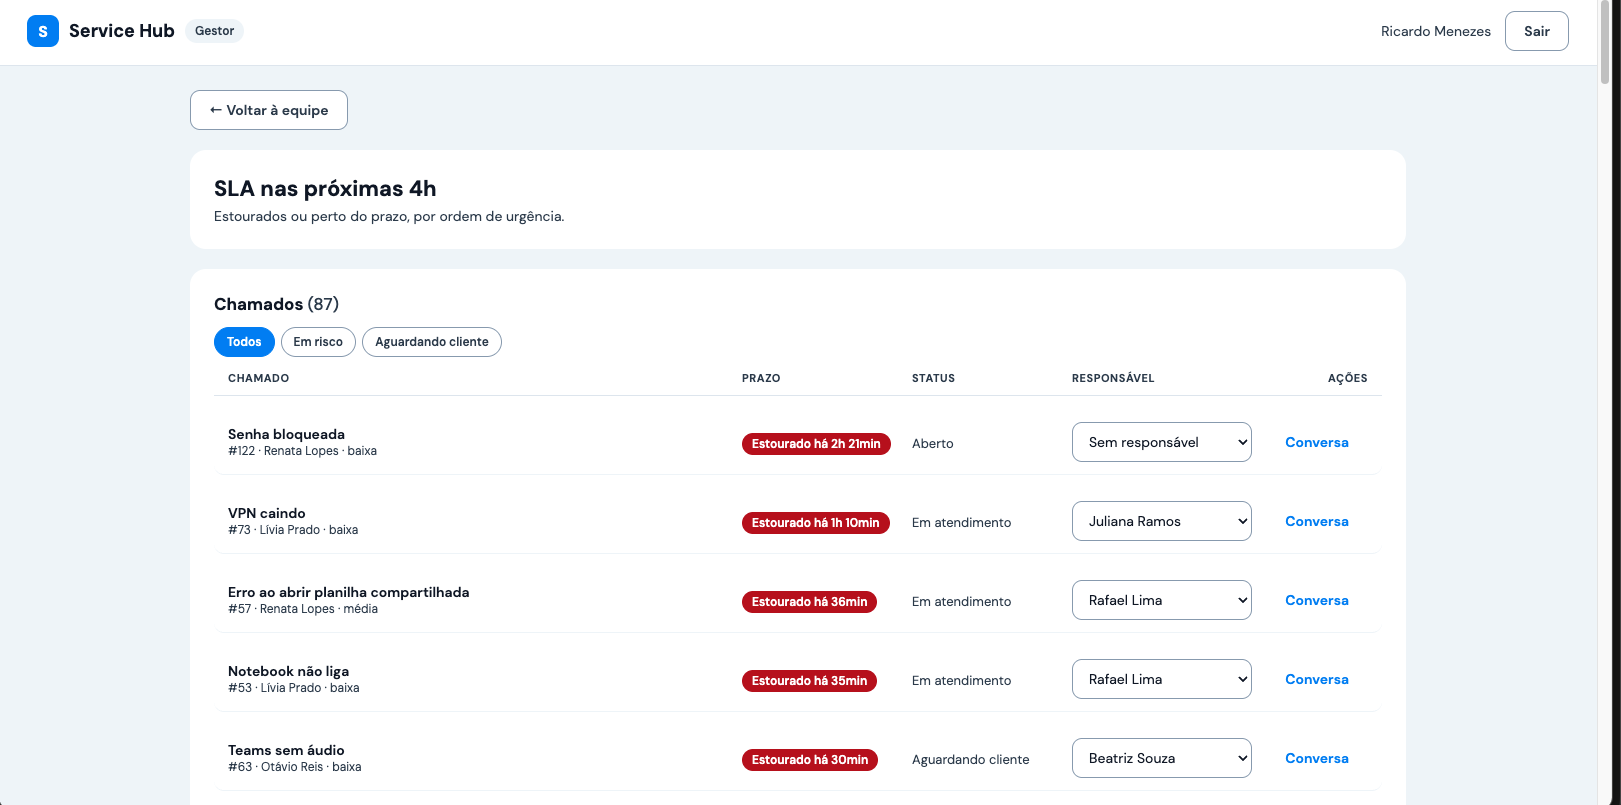 S Service Hub Gestor Ricardo Menezes Sair
← Voltar à equipe
SLA nas próximas 4h
Estourados ou perto do prazo, por ordem de urgência.
Chamados (87)
Todos Em risco Aguardando cliente
CHAMADO PRAZO STATUS RESPONSÁVEL AÇÕES
Senha bloqueada
#122 · Renata Lopes · baixa
Estourado há 2h 21min Aberto Sem responsável Conversa
VPN caindo
#73 · Lívia Prado · baixa
Estourado há 1h 10min Em atendimento Juliana Ramos Conversa
Erro ao abrir planilha compartilhada
#57 · Renata Lopes · média
Estourado há 36min Em atendimento Rafael Lima Conversa
Notebook não liga
#53 · Lívia Prado · baixa
Estourado há 35min Em atendimento Rafael Lima Conversa
Teams sem áudio
#63 · Otávio Reis · baixa
Estourado há 30min Aguardando cliente Beatriz Souza Conversa